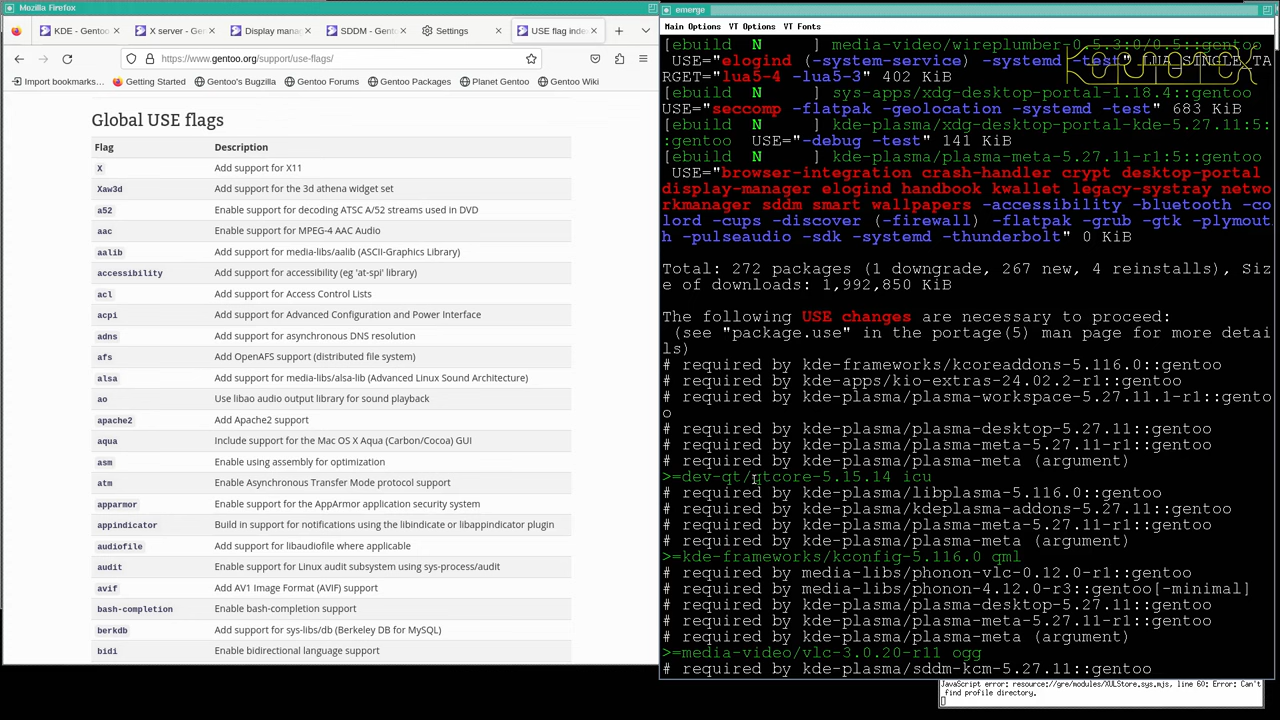 Mozilla Firefox
KDE - Gentoo
X server - Gen
Display mana
SDDM - Gent
Settings
USE flag inde
https://www.gentoo.org/support/use-flags/
Import bookmarks...
Getting Started
Gentoo's Bugzilla
Gentoo Forums
Gentoo Packages
Planet Gentoo
Gentoo Wiki
Global USE flags
Flag Description
X Add support for X11
Xaw3d Add support for the 3d athena widget set
a52 Enable support for decoding ATSC A/52 streams used in DVD
aac Enable support for MPEG-4 AAC Audio
aalib Add support for media-libs/aalib (ASCII-Graphics Library)
accessibility Add support for accessibility (eg 'at-spi' library)
acl Add support for Access Control Lists
acpi Add support for Advanced Configuration and Power Interface
adns Add support for asynchronous DNS resolution
afs Add OpenAFS support (distributed file system)
alsa Add support for media-libs/alsa-lib (Advanced Linux Sound Architecture)
ao Use libao audio output library for sound playback
apache2 Add Apache2 support
aqua Include support for the Mac OS X Aqua (Carbon/Cocoa) GUI
asm Enable using assembly for optimization
atm Enable Asynchronous Transfer Mode protocol support
apparmor Add support for the AppArmor application security system
appindicator Build in support for notifications using the libindicate or libappindicator plugin
audiofile Add support for libaudiofile where applicable
audit Enable support for Linux audit subsystem using sys-process/audit
avif Add AV1 Image Format (AVIF) support
bash-completion Enable bash-completion support
berkdb Add support for sys-libs/db (Berkeley DB for MySQL)
bidi Enable bidirectional language support
emerge
Main Options VT Options VT Fonts
[ebuild N ] media-video/wireplumber-0.5.3:0/0.5::gentoo
USE="elogind (-system-service) -systemd -test" LUA_SINGLE_TA
RGET="lua5-4 -lua5-3" 402 KiB
[ebuild N ] sys-apps/xdg-desktop-portal-1.18.4::gentoo
USE="seccomp -flatpak -geolocation -systemd -test" 683 KiB
[ebuild N ] kde-plasma/xdg-desktop-portal-kde-5.27.11:5:
:gentoo USE="-debug -test" 141 KiB
[ebuild N ] kde-plasma/plasma-meta-5.27.11-r1:5::gentoo
USE="browser-integration crash-handler crypt desktop-portal
display-manager elogind handbook kwallet legacy-systray netwo
rkmanager sddm smart wallpapers -accessibility -bluetooth -co
lord -cups -discover (-firewall) -flatpak -grub -gtk -plymout
h -pulseaudio -sdk -systemd -thunderbolt" 0 KiB
Total: 272 packages (1 downgrade, 267 new, 4 reinstalls), Siz
e of downloads: 1,992,850 KiB
The following USE changes are necessary to proceed:
(see "package.use" in the portage(5) man page for more detai
ls)
# required by kde-frameworks/kcoreaddons-5.116.0::gentoo
# required by kde-apps/kio-extras-24.02.2-r1::gentoo
# required by kde-plasma/plasma-workspace-5.27.11.1-r1::gento
o
# required by kde-plasma/plasma-desktop-5.27.11::gentoo
# required by kde-plasma/plasma-meta-5.27.11-r1::gentoo
# required by kde-plasma/plasma-meta (argument)
>=dev-qt/qtcore-5.15.14 icu
# required by kde-plasma/libplasma-5.116.0::gentoo
# required by kde-plasma/kdeplasma-addons-5.27.11::gentoo
# required by kde-plasma/plasma-meta-5.27.11-r1::gentoo
# required by kde-plasma/plasma-meta (argument)
>=kde-frameworks/kconfig-5.116.0 qml
# required by media-libs/phonon-vlc-0.12.0-r1::gentoo
# required by media-libs/phonon-4.12.0-r3::gentoo[-minimal]
# required by kde-plasma/plasma-desktop-5.27.11::gentoo
# required by kde-plasma/plasma-meta-5.27.11-r1::gentoo
# required by kde-plasma/plasma-meta (argument)
>=media-video/vlc-3.0.20-r11 ogg
# required by kde-plasma/sddm-kcm-5.27.11::gentoo
JavaScript error: resource://gre/modules/XULStore.sys.mjs, line 60: Error: Can't
find profile directory.